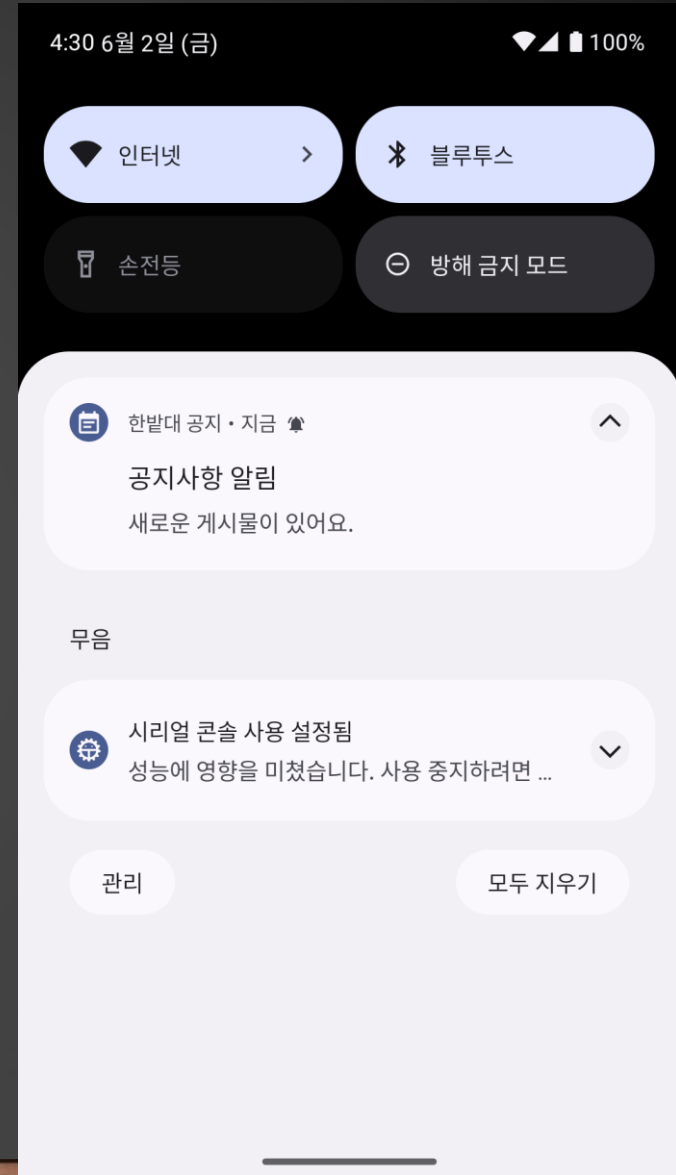 4:30 6월 2일 (금) 100%
인터넷
블루투스
손전등
방해 금지 모드
한밭대 공지 • 지금
공지사항 알림
새로운 게시물이 있어요.
무음
시리얼 콘솔 사용 설정됨
성능에 영향을 미쳤습니다. 사용 중지하려면 ...
관리
모두 지우기